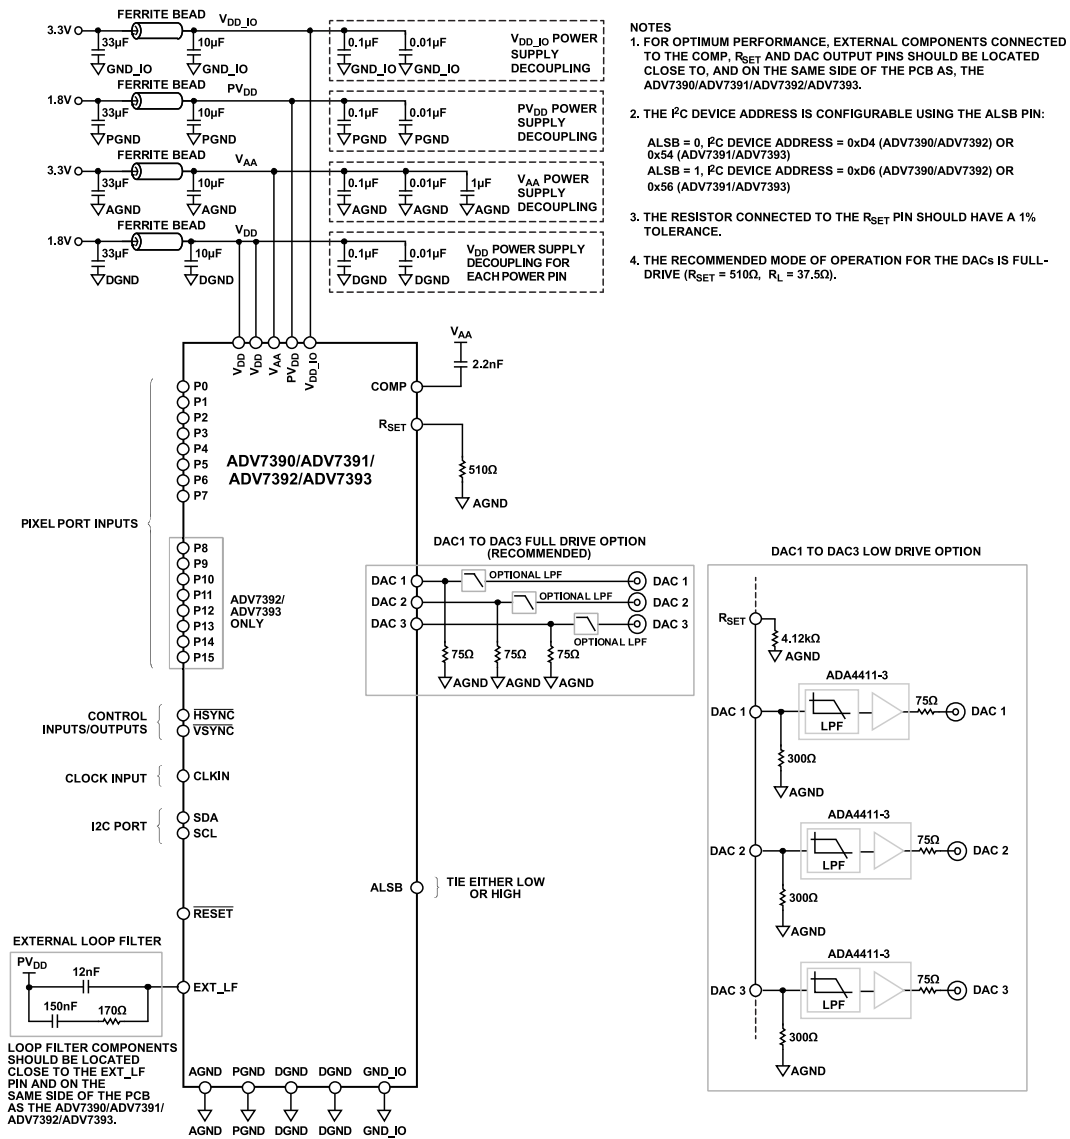 FERRITE BEAD
3.3V
V_DD_IO
33µF
10µF
0.1µF
0.01µF
GND_IO
GND_IO
GND_IO
GND_IO
V_DD_IO POWER
SUPPLY
DECOUPLING
FERRITE BEAD
1.8V
PV_DD
33µF
10µF
0.1µF
0.01µF
PGND
PGND
PGND
PGND
PV_DD POWER
SUPPLY
DECOUPLING
FERRITE BEAD
3.3V
V_AA
33µF
10µF
0.1µF
0.01µF
1µF
AGND
AGND
AGND
AGND
AGND
V_AA POWER
SUPPLY
DECOUPLING
FERRITE BEAD
1.8V
V_DD
33µF
10µF
0.1µF
0.01µF
DGND
DGND
DGND
DGND
V_DD POWER SUPPLY
DECOUPLING FOR
EACH POWER PIN
NOTES
1. FOR OPTIMUM PERFORMANCE, EXTERNAL COMPONENTS CONNECTED
TO THE COMP, R_SET AND DAC OUTPUT PINS SHOULD BE LOCATED
CLOSE TO, AND ON THE SAME SIDE OF THE PCB AS, THE
ADV7390/ADV7391/ADV7392/ADV7393.
2. THE I²C DEVICE ADDRESS IS CONFIGURABLE USING THE ALSB PIN:
ALSB = 0, I²C DEVICE ADDRESS = 0xD4 (ADV7390/ADV7392) OR
0x54 (ADV7391/ADV7393)
ALSB = 1, I²C DEVICE ADDRESS = 0xD6 (ADV7390/ADV7392) OR
0x56 (ADV7391/ADV7393)
3. THE RESISTOR CONNECTED TO THE R_SET PIN SHOULD HAVE A 1%
TOLERANCE.
4. THE RECOMMENDED MODE OF OPERATION FOR THE DACs IS FULL-
DRIVE (R_SET = 510Ω, R_L = 37.5Ω).
V_DD
V_DD
V_AA
PV_DD
V_DD_IO
V_AA
2.2nF
COMP
R_SET
510Ω
AGND
P0
P1
P2
P3
P4
P5
P6
P7
ADV7390/ADV7391/
ADV7392/ADV7393
PIXEL PORT INPUTS
P8
P9
P10
P11
P12
P13
P14
P15
ADV7392/
ADV7393
ONLY
DAC1 TO DAC3 FULL DRIVE OPTION
(RECOMMENDED)
DAC 1
OPTIONAL LPF
DAC 1
DAC 2
OPTIONAL LPF
DAC 2
DAC 3
OPTIONAL LPF
DAC 3
75Ω
75Ω
75Ω
AGND
AGND
AGND
CONTROL
INPUTS/OUTPUTS
HSYNC
VSYNC
CLOCK INPUT
CLKIN
I2C PORT
SDA
SCL
ALSB
TIE EITHER LOW
OR HIGH
RESET
EXTERNAL LOOP FILTER
PV_DD
12nF
150nF
170Ω
EXT_LF
LOOP FILTER COMPONENTS
SHOULD BE LOCATED
CLOSE TO THE EXT_LF
PIN AND ON THE
SAME SIDE OF THE PCB
AS THE ADV7390/ADV7391/
ADV7392/ADV7393.
AGND PGND DGND DGND GND_IO
AGND PGND DGND DGND GND_IO
DAC1 TO DAC3 LOW DRIVE OPTION
R_SET
4.12kΩ
AGND
ADA4411-3
DAC 1
LPF
75Ω
DAC 1
300Ω
AGND
ADA4411-3
DAC 2
LPF
75Ω
DAC 2
300Ω
AGND
ADA4411-3
DAC 3
LPF
75Ω
DAC 3
300Ω
AGND